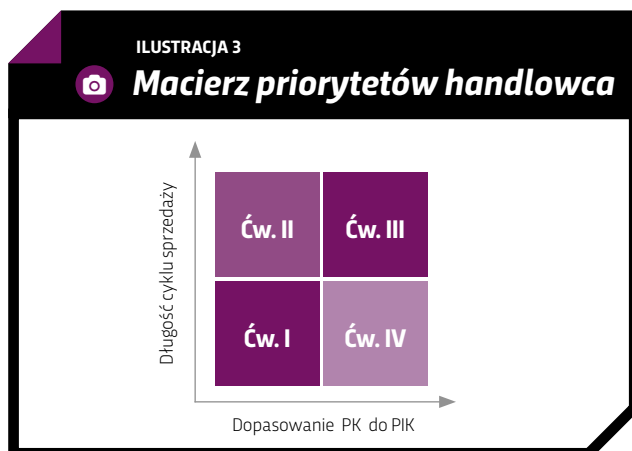 ILUSTRACJA 3
Macierz priorytetów handlowca
Długość cyklu sprzedaży
Ćw. II
Ćw. III
Ćw. I
Ćw. IV
Dopasowanie PK do PIK